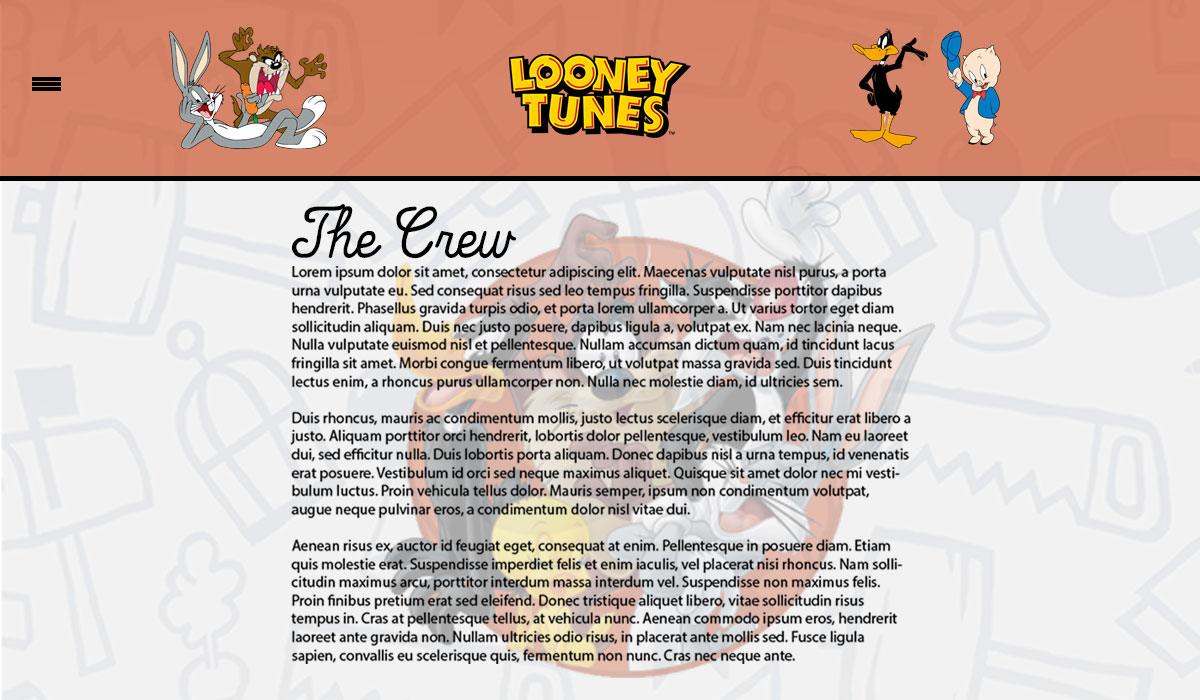 LOONEY
TUNES
TM
The Crew
Lorem ipsum dolor sit amet, consectetur adipiscing elit. Maecenas vulputate nisl purus, a porta
urna vulputate eu. Sed consequat risus sed leo tempus fringilla. Suspendisse porttitor dapibus
hendrerit. Phasellus gravida turpis odio, et porta lorem ullamcorper a. Ut varius tortor eget diam
sollicitudin aliquam. Duis nec justo posuere, dapibus ligula a, volutpat ex. Nam nec lacinia neque.
Nulla vulputate euismod nisl et pellentesque. Nullam accumsan dictum quam, id tincidunt lacus
fringilla sit amet. Morbi congue fermentum libero, ut volutpat massa gravida sed. Duis tincidunt
lectus enim, a rhoncus purus ullamcorper non. Nulla nec molestie diam, id ultricies sem.
Duis rhoncus, mauris ac condimentum mollis, justo lectus scelerisque diam, et efficitur erat libero a
justo. Aliquam porttitor orci hendrerit, lobortis dolor pellentesque, vestibulum leo. Nam eu laoreet
dui, sed efficitur nulla. Duis lobortis porta aliquam. Donec dapibus nisl a urna tempus, id venenatis
erat posuere. Vestibulum id orci sed neque maximus aliquet. Quisque sit amet dolor nec mi vesti-
bulum luctus. Proin vehicula tellus dolor. Mauris semper, ipsum non condimentum volutpat,
augue neque pulvinar eros, a condimentum dolor nisl vitae dui.
Aenean risus ex, auctor id feugiat eget, consequat at enim. Pellentesque in posuere diam. Etiam
quis molestie erat. Suspendisse imperdiet felis et enim iaculis, vel placerat nisi rhoncus. Nam solli-
citudin maximus arcu, porttitor interdum massa interdum vel. Suspendisse non maximus felis.
Proin finibus pretium erat sed eleifend. Donec tristique aliquet libero, vitae sollicitudin risus
tempus in. Cras at pellentesque tellus, at vehicula nunc. Aenean commodo ipsum eros, hendrerit
laoreet ante gravida non. Nullam ultricies odio risus, in placerat ante mollis sed. Fusce ligula
sapien, convallis eu scelerisque quis, fermentum non nunc. Cras nec neque ante.